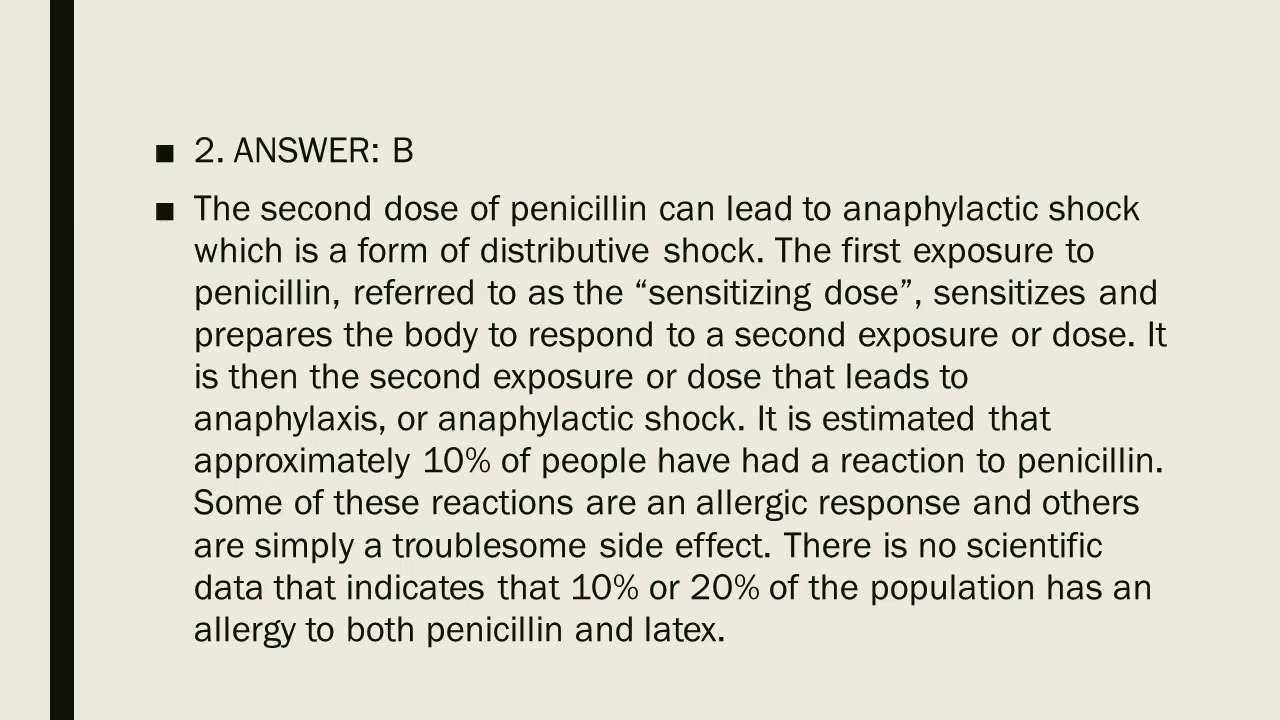 ■ 2. ANSWER: B
■ The second dose of penicillin can lead to anaphylactic shock
which is a form of distributive shock. The first exposure to
penicillin, referred to as the “sensitizing dose”, sensitizes and
prepares the body to respond to a second exposure or dose. It
is then the second exposure or dose that leads to
anaphylaxis, or anaphylactic shock. It is estimated that
approximately 10% of people have had a reaction to penicillin.
Some of these reactions are an allergic response and others
are simply a troublesome side effect. There is no scientific
data that indicates that 10% or 20% of the population has an
allergy to both penicillin and latex.